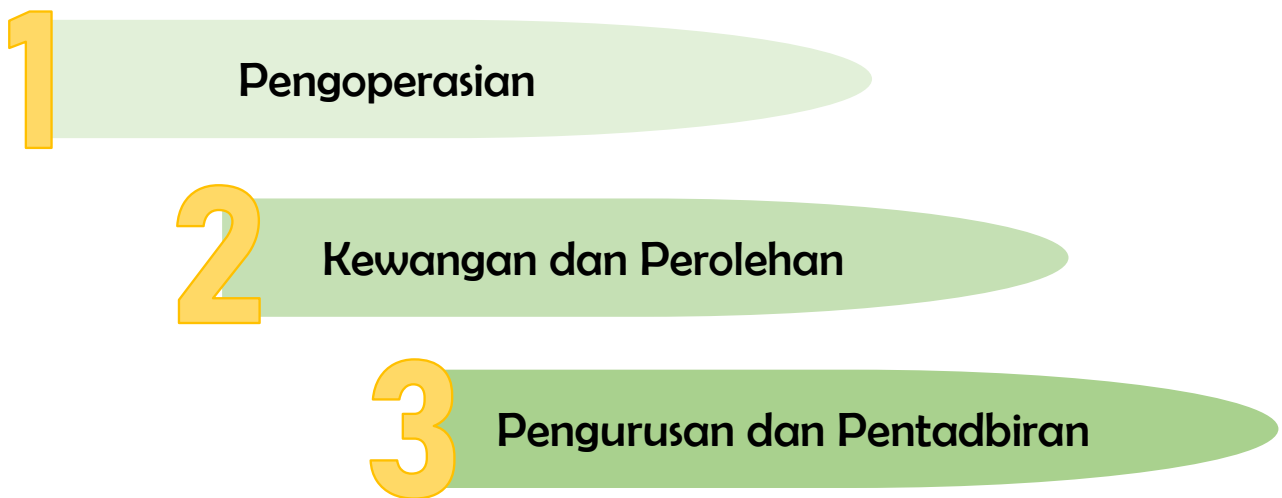 1 Pengoperasian
2 Kewangan dan Perolehan
3 Pengurusan dan Pentadbiran